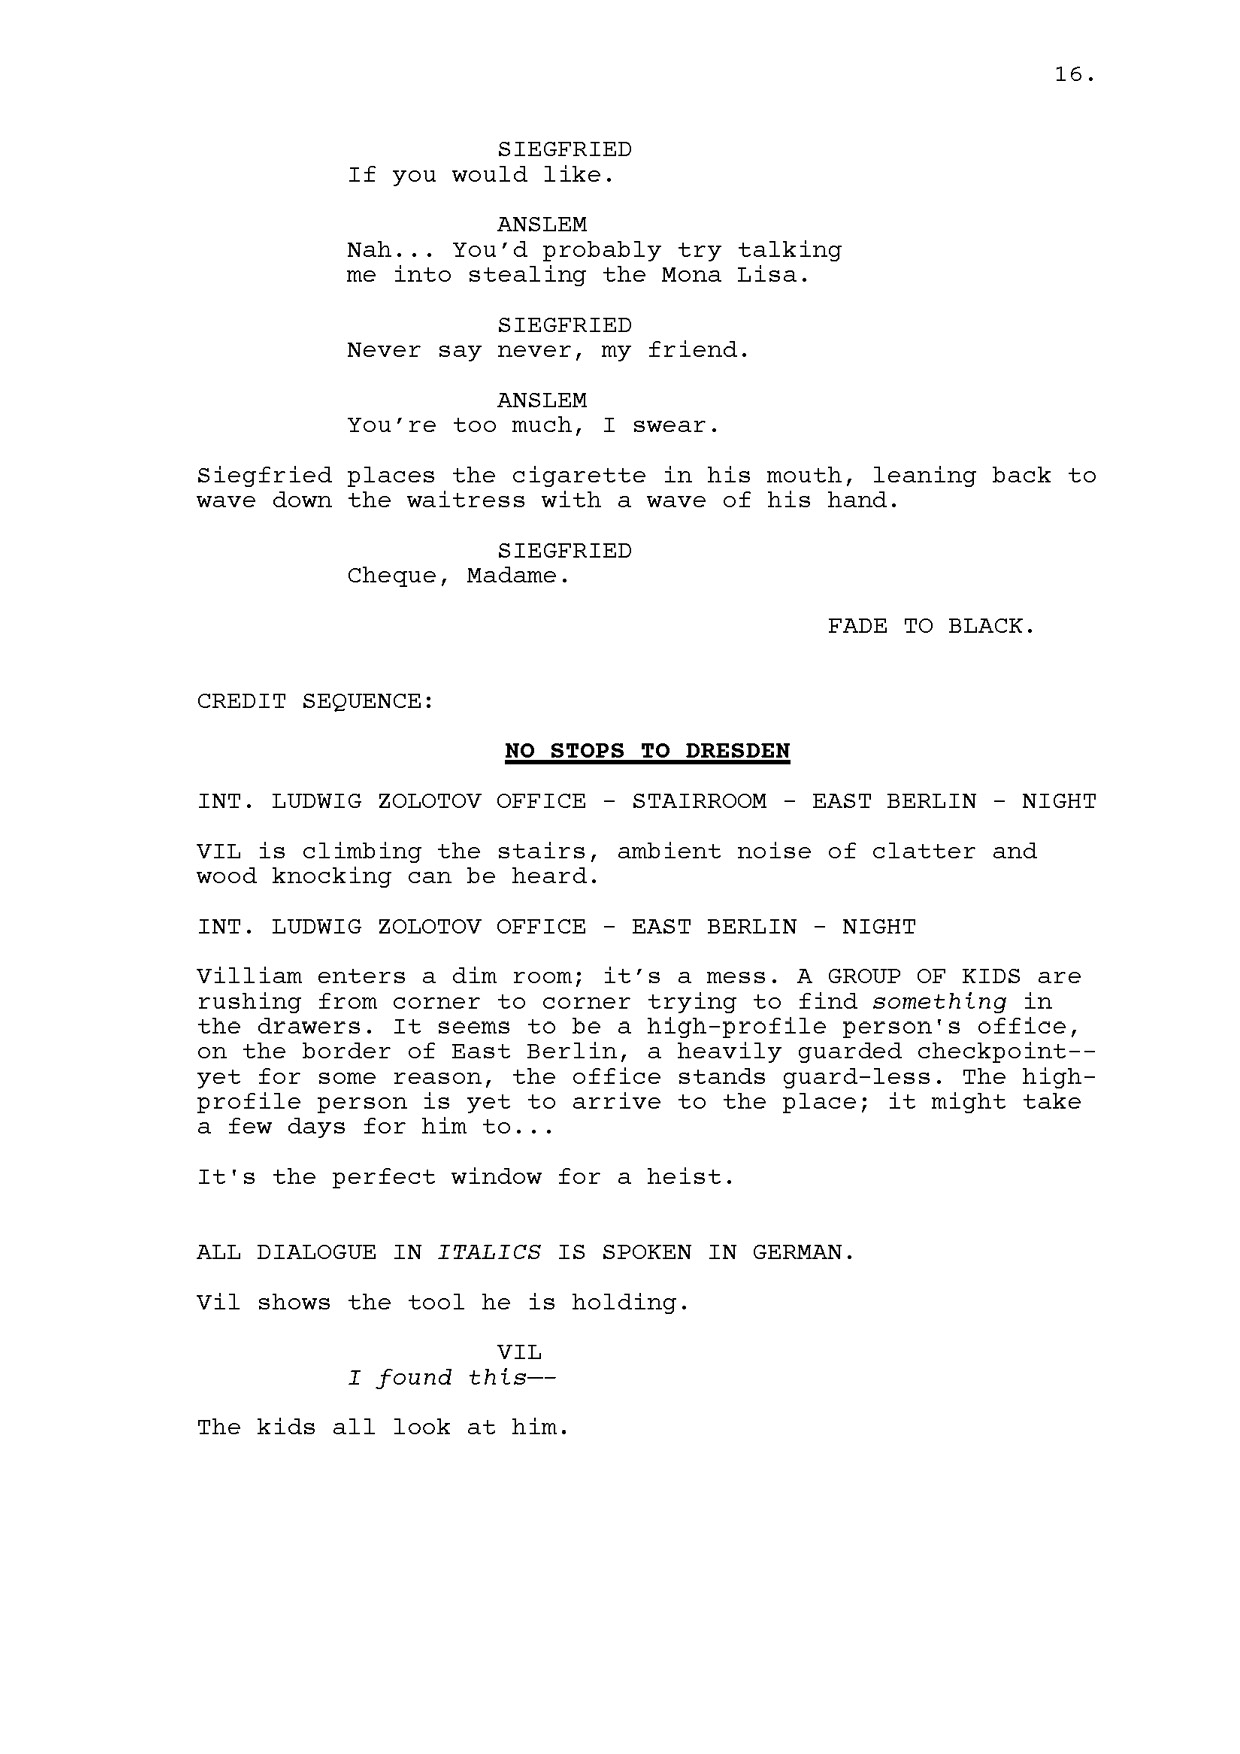 16.
SIEGFRIED
If you would like.
ANSLEM
Nah... You'd probably try talking
me into stealing the Mona Lisa.
SIEGFRIED
Never say never, my friend.
ANSLEM
You're too much, I swear.
Siegfried places the cigarette in his mouth, leaning back to
wave down the waitress with a wave of his hand.
SIEGFRIED
Cheque, Madame.
FADE TO BLACK.
CREDIT SEQUENCE:
NO STOPS TO DRESDEN
INT. LUDWIG ZOLOTOV OFFICE - STAIRROOM - EAST BERLIN - NIGHT
VIL is climbing the stairs, ambient noise of clatter and
wood knocking can be heard.
INT. LUDWIG ZOLOTOV OFFICE - EAST BERLIN - NIGHT
Villiam enters a dim room; it's a mess. A GROUP OF KIDS are
rushing from corner to corner trying to find something in
the drawers. It seems to be a high-profile person's office,
on the border of East Berlin, a heavily guarded checkpoint--
yet for some reason, the office stands guard-less. The high-
profile person is yet to arrive to the place; it might take
a few days for him to...
It's the perfect window for a heist.
ALL DIALOGUE IN ITALICS IS SPOKEN IN GERMAN.
Vil shows the tool he is holding.
VIL
I found this--
The kids all look at him.